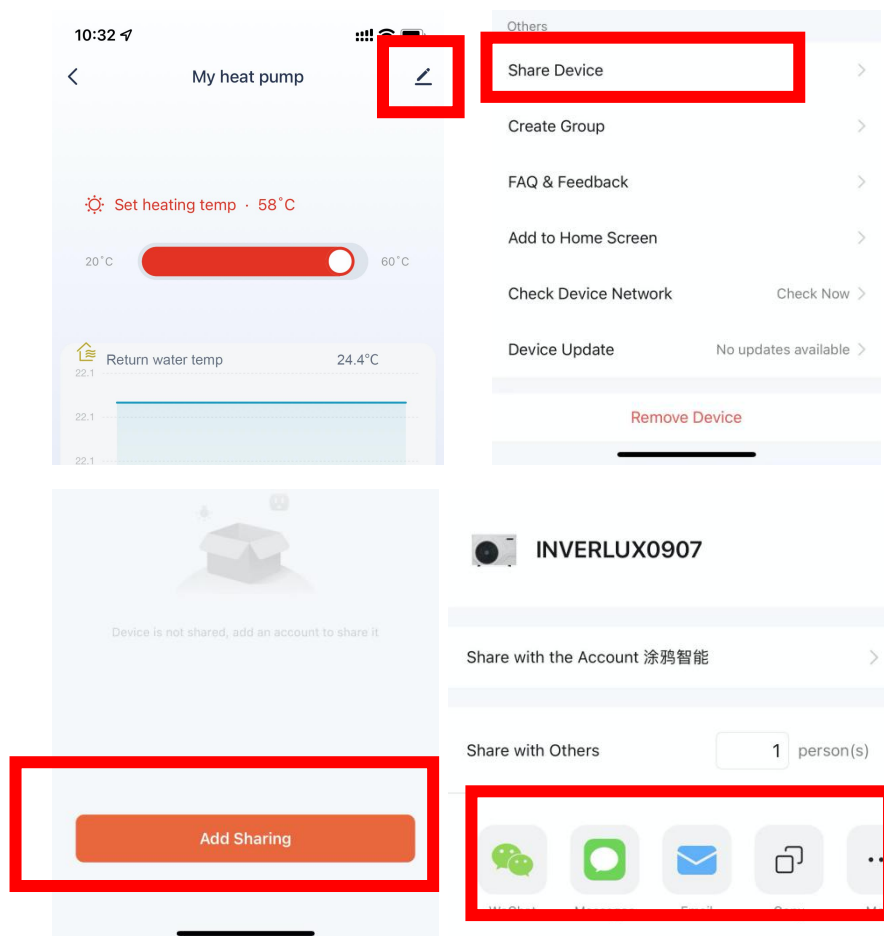 10:32
My heat pump
Set heating temp · 58°C
20°C
60°C
Return water temp 24.4°C
22.1
22.1
22.1
Others
Share Device
Create Group
FAQ & Feedback
Add to Home Screen
Check Device Network Check Now
Device Update No updates available
Remove Device
Device is not shared, add an account to share it
Add Sharing
INVERLUX0907
Share with the Account 涂鸦智能
Share with Others 1 person(s)